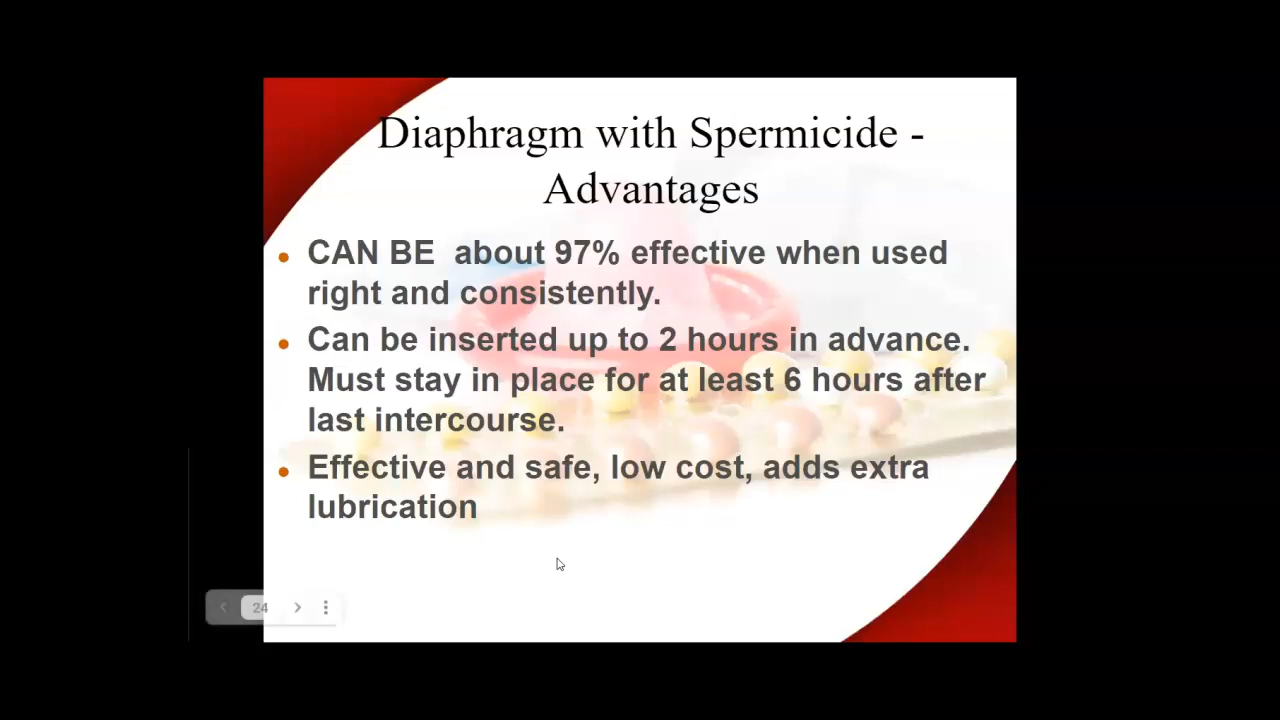 Diaphragm with Spermicide -
Advantages
CAN BE  about 97% effective when used
right and consistently.
Can be inserted up to 2 hours in advance.
Must stay in place for at least 6 hours after
last intercourse.
Effective and safe, low cost, adds extra
lubrication
24